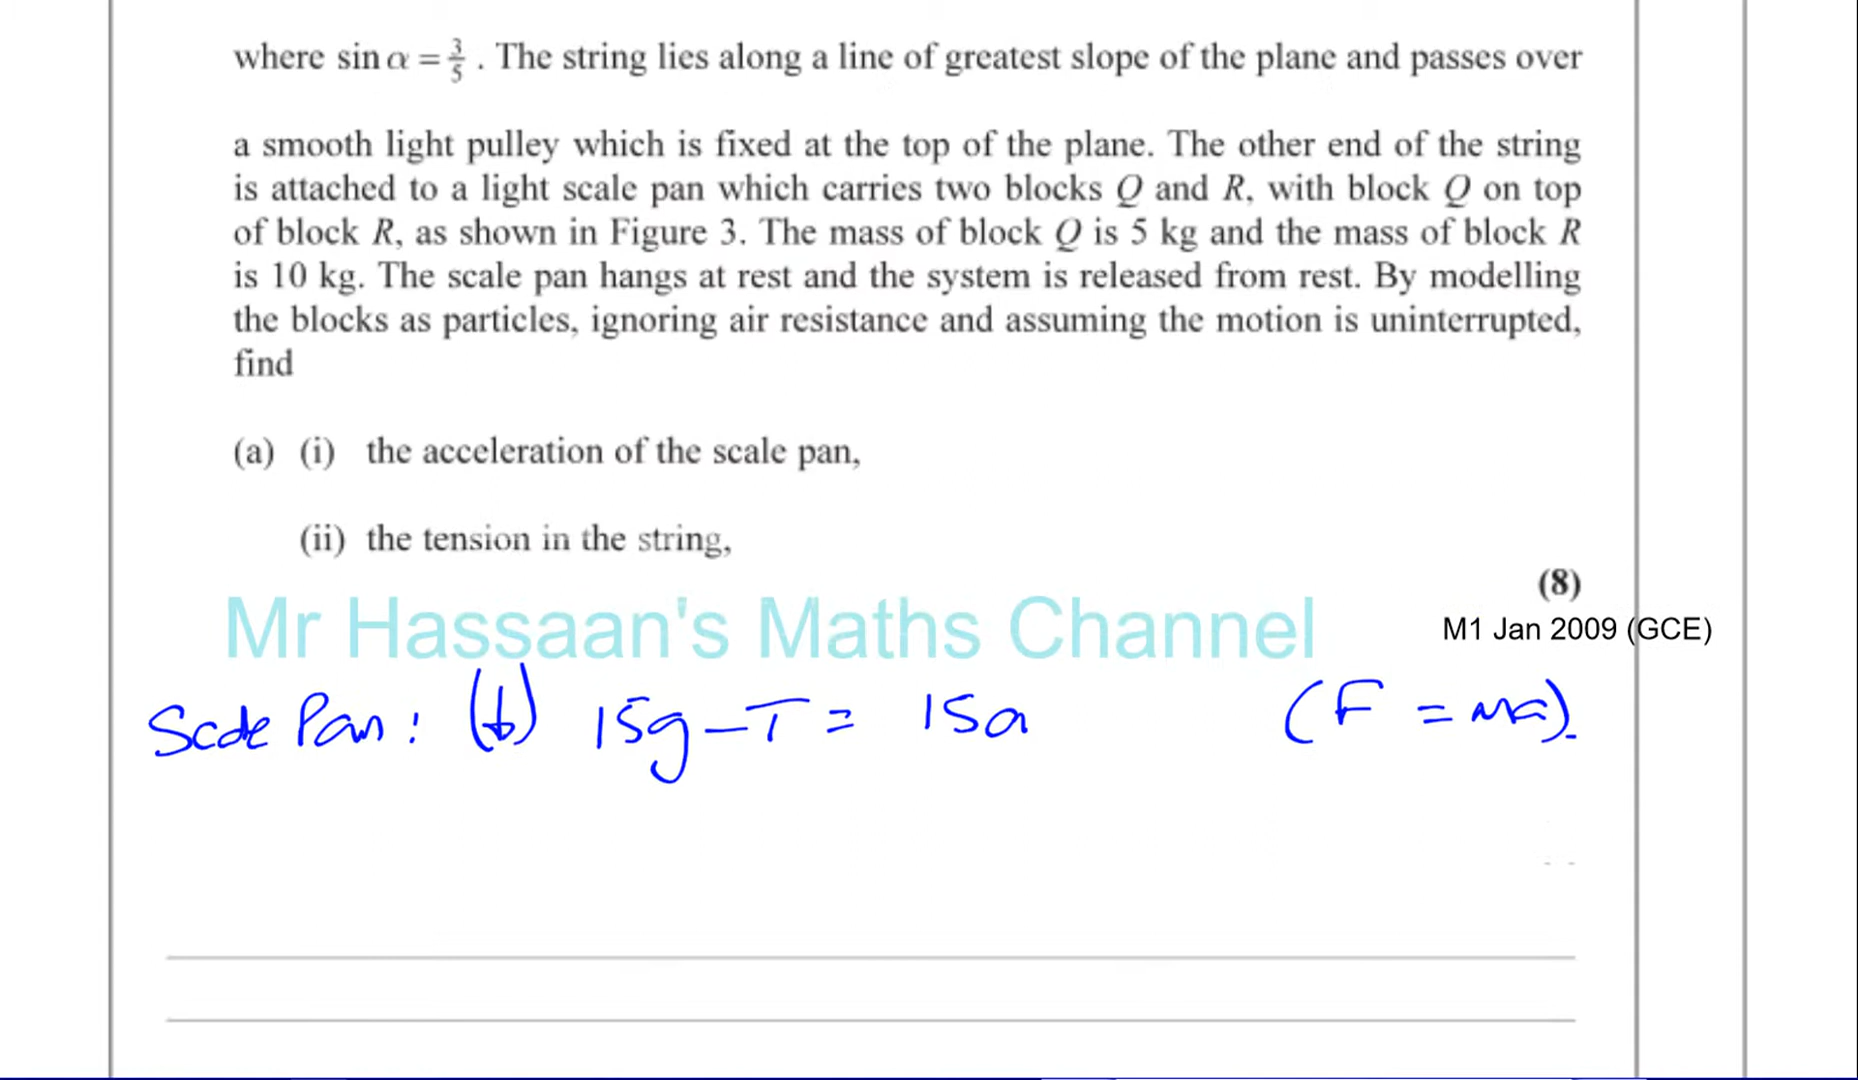 where sin α = 3/5 . The string lies along a line of greatest slope of the plane and passes over
a smooth light pulley which is fixed at the top of the plane. The other end of the string
is attached to a light scale pan which carries two blocks Q and R, with block Q on top
of block R, as shown in Figure 3. The mass of block Q is 5 kg and the mass of block R
is 10 kg. The scale pan hangs at rest and the system is released from rest. By modelling
the blocks as particles, ignoring air resistance and assuming the motion is uninterrupted,
find
(a) (i) the acceleration of the scale pan,
(ii) the tension in the string,
(8)
Mr Hassaan's Maths Channel
M1 Jan 2009 (GCE)
Scale Pan: (↓) 15g - T = 15a (F = ma).